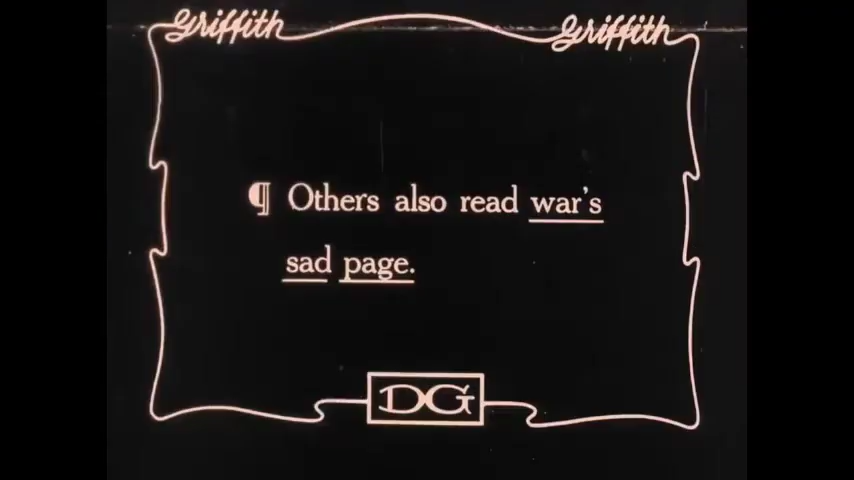 Griffith Griffith
¶ Others also read war's
sad page.
DG